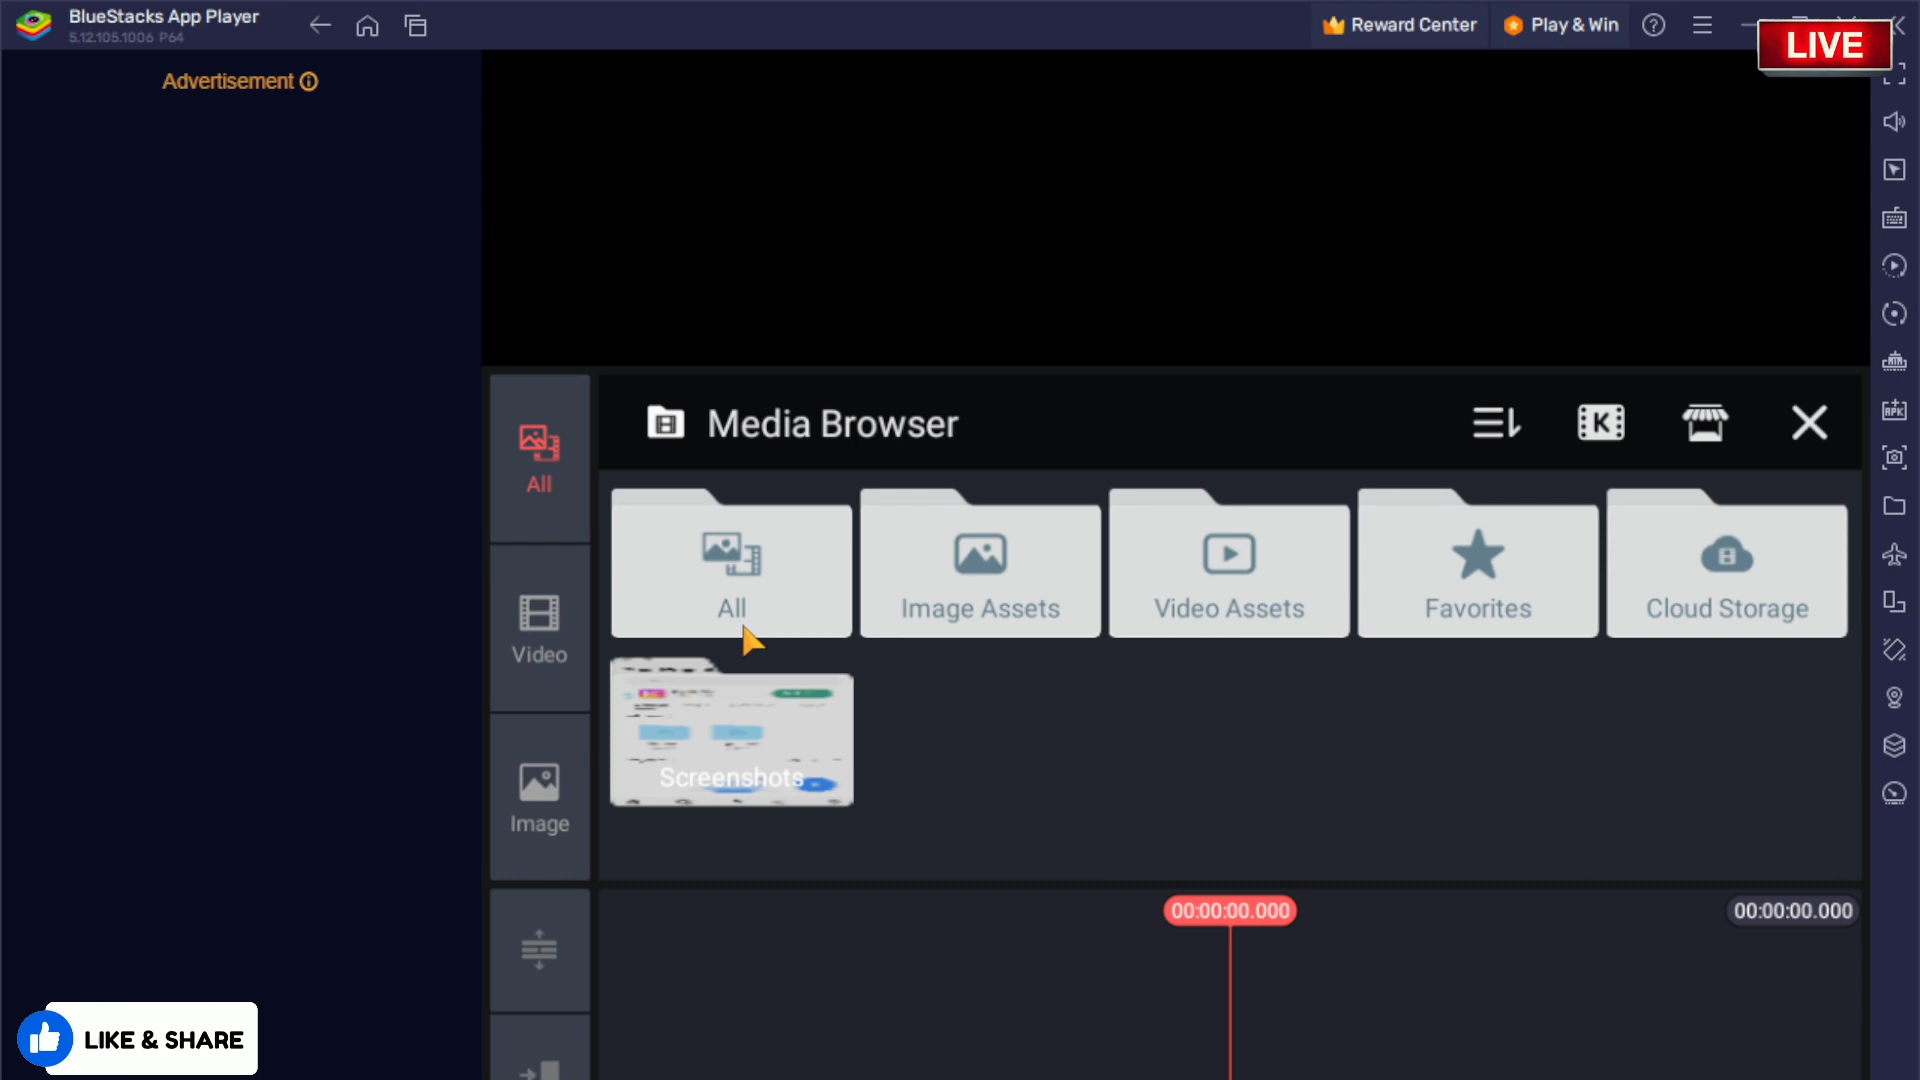 BlueStacks App Player
5.12.105.1006 P64
Reward Center
Play & Win
LIVE
Advertisement
Media Browser
All
Video
Image
All
Image Assets
Video Assets
Favorites
Cloud Storage
Screenshots
00:00:00.000
00:00:00.000
LIKE & SHARE